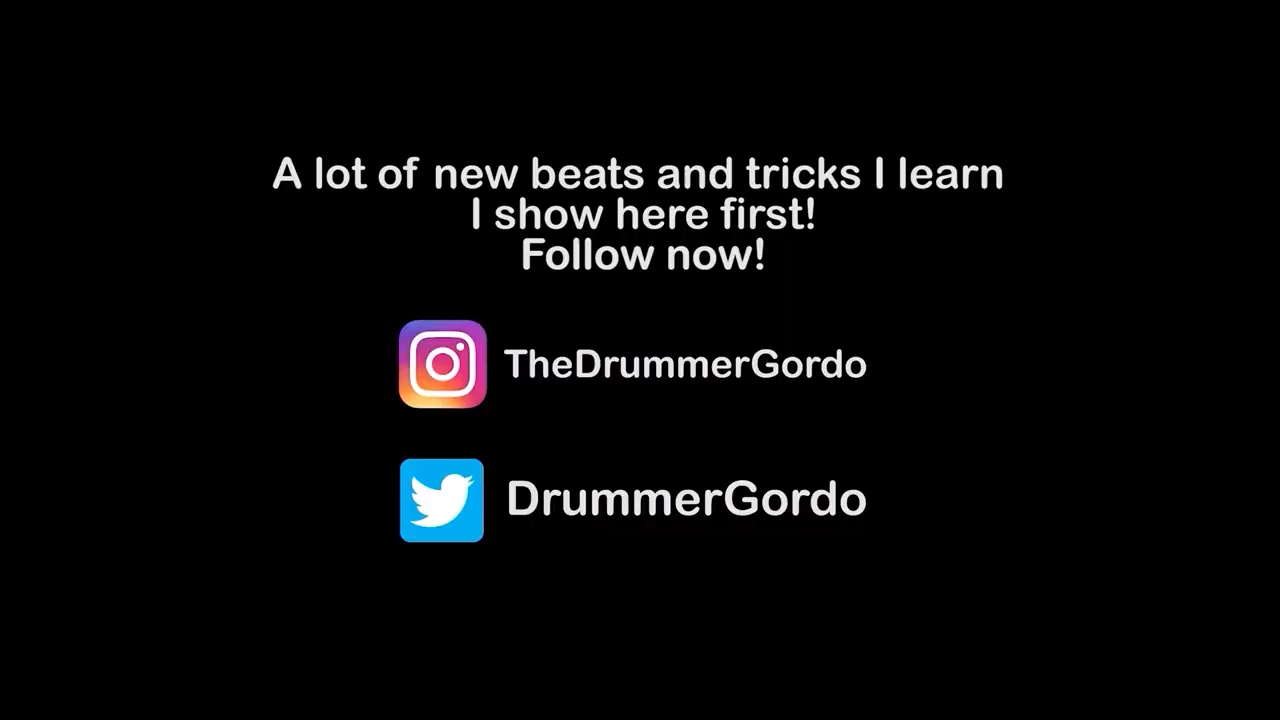 A lot of new beats and tricks I learn
I show here first!
Follow now!
TheDrummerGordo
DrummerGordo